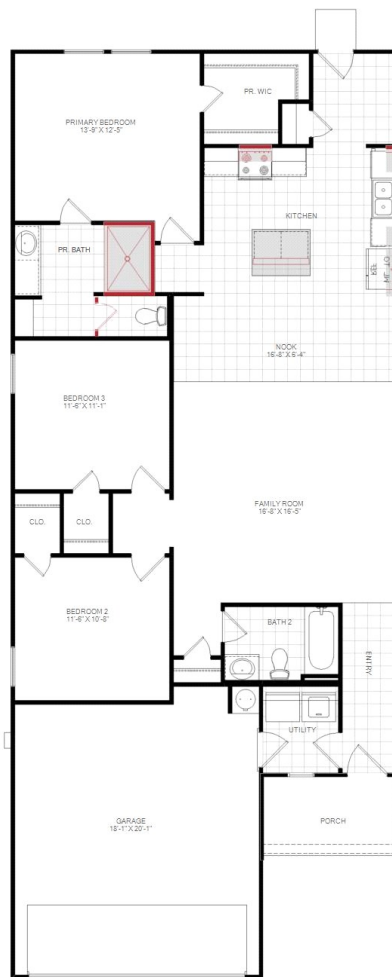 PR. WIC
PRIMARY BEDROOM
13'-9" X 12'-5"
KITCHEN
PR. BATH
NOOK
16'-8" X 6'-4"
BEDROOM 3
11'-6" X 11'-1"
FAMILY ROOM
16'-8" X 16'-5"
CLO.
CLO.
BEDROOM 2
11'-6" X 10'-8"
BATH 2
ENTRY
UTILITY
GARAGE
18'-1" X 20'-1"
PORCH